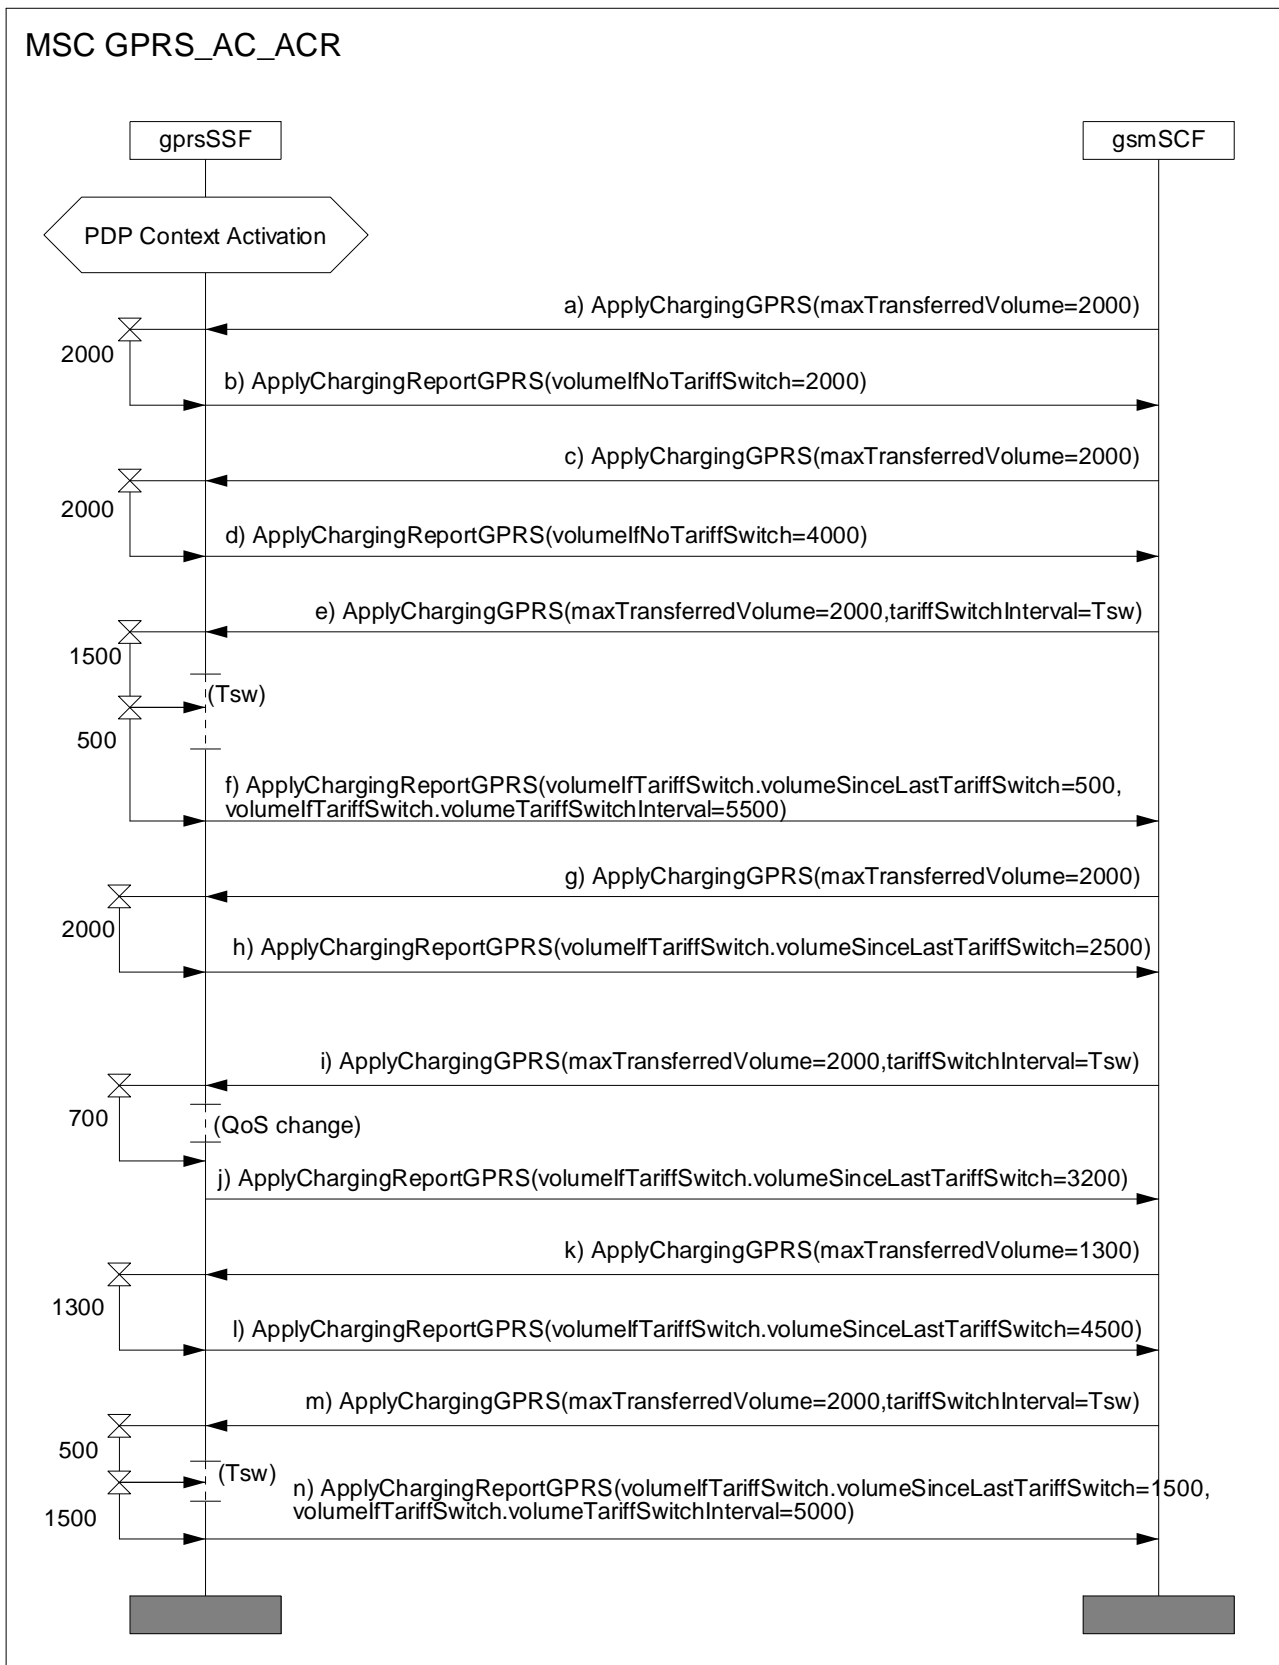 MSC GPRS_AC_ACR
gprsSSF
gsmSCF
PDP Context Activation
a) ApplyChargingGPRS(maxTransferredVolume=2000)
2000
b) ApplyChargingReportGPRS(volumeIfNoTariffSwitch=2000)
c) ApplyChargingGPRS(maxTransferredVolume=2000)
2000
d) ApplyChargingReportGPRS(volumeIfNoTariffSwitch=4000)
e) ApplyChargingGPRS(maxTransferredVolume=2000,tariffSwitchInterval=Tsw)
1500
(Tsw)
500
f) ApplyChargingReportGPRS(volumeIfTariffSwitch.volumeSinceLastTariffSwitch=500,
volumeIfTariffSwitch.volumeTariffSwitchInterval=5500)
g) ApplyChargingGPRS(maxTransferredVolume=2000)
2000
h) ApplyChargingReportGPRS(volumeIfTariffSwitch.volumeSinceLastTariffSwitch=2500)
i) ApplyChargingGPRS(maxTransferredVolume=2000,tariffSwitchInterval=Tsw)
700
(QoS change)
j) ApplyChargingReportGPRS(volumeIfTariffSwitch.volumeSinceLastTariffSwitch=3200)
k) ApplyChargingGPRS(maxTransferredVolume=1300)
1300
l) ApplyChargingReportGPRS(volumeIfTariffSwitch.volumeSinceLastTariffSwitch=4500)
m) ApplyChargingGPRS(maxTransferredVolume=2000,tariffSwitchInterval=Tsw)
500
(Tsw)
n) ApplyChargingReportGPRS(volumeIfTariffSwitch.volumeSinceLastTariffSwitch=1500,
volumeIfTariffSwitch.volumeTariffSwitchInterval=5000)
1500